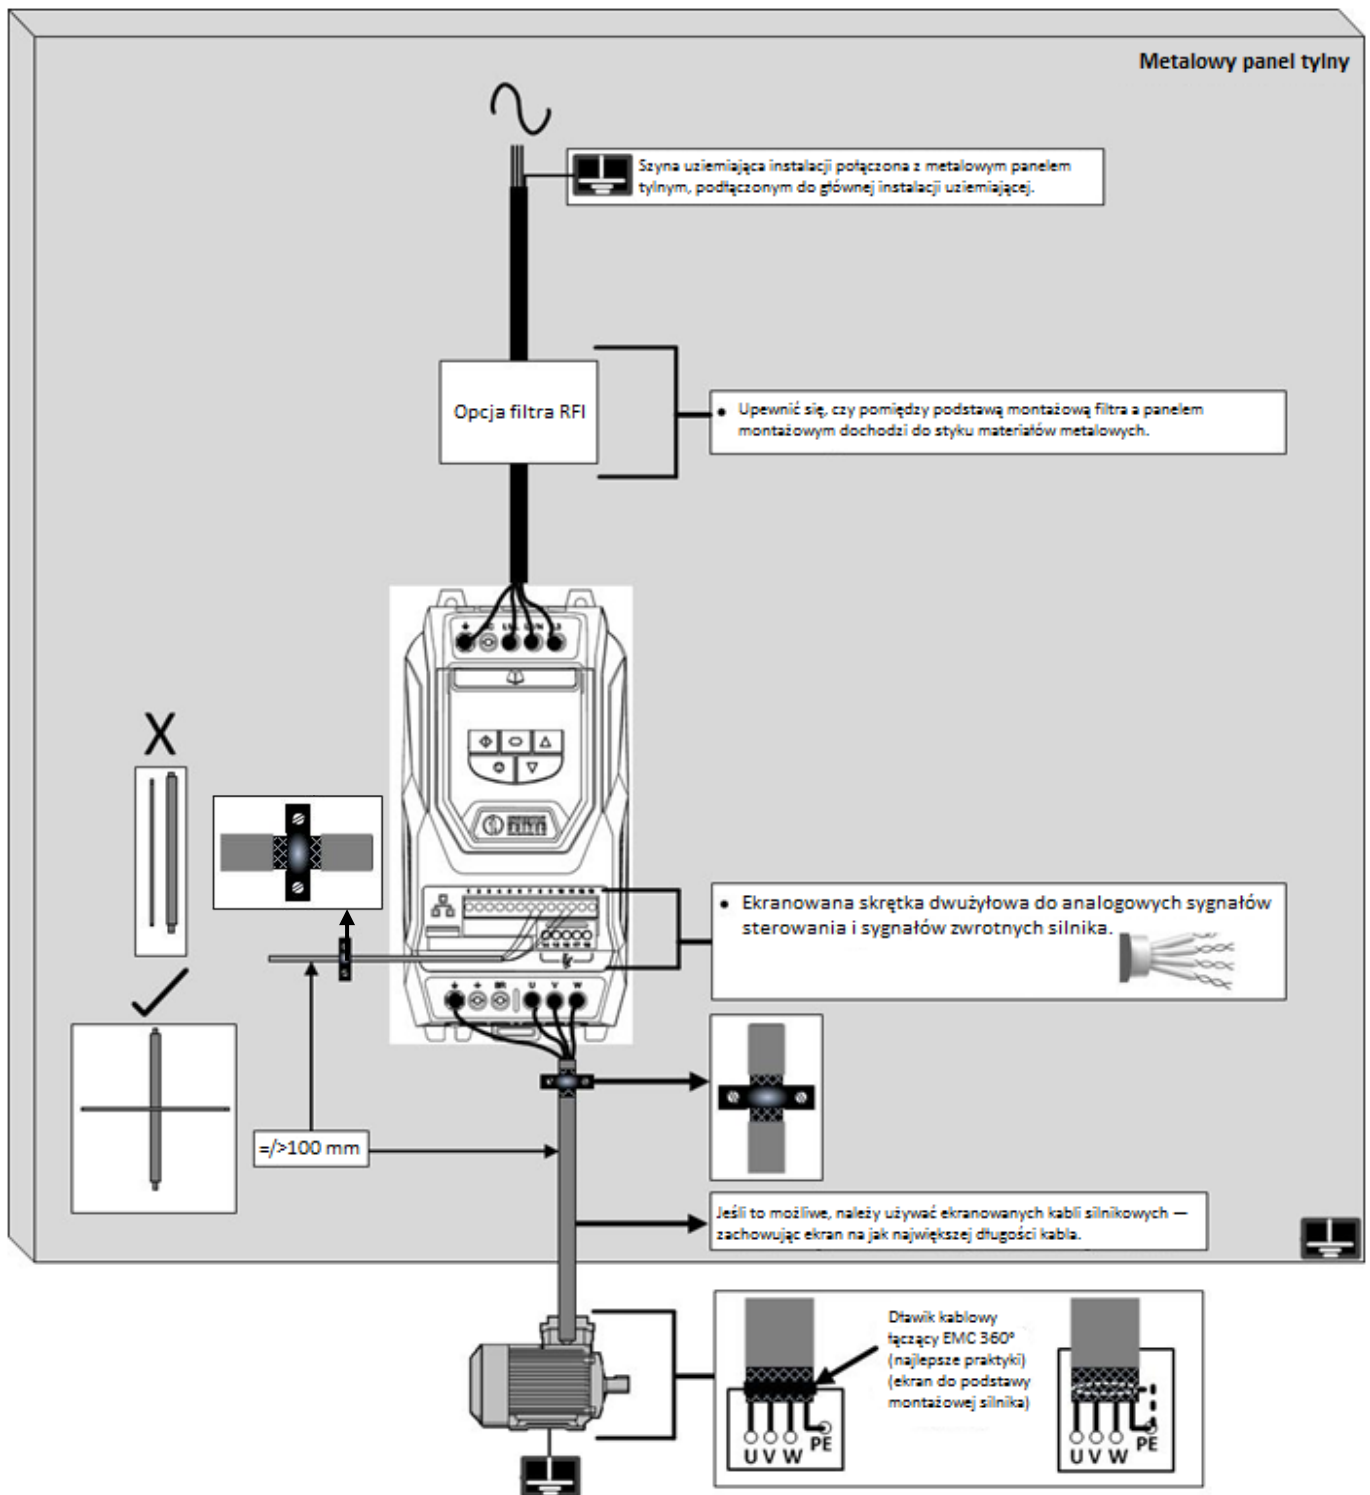 Metalowy panel tylny
Szyna uziemiająca instalacji połączona z metalowym panelem
tylnym, podłączonym do głównej instalacji uziemiającej.
Opcja filtra RFI
• Upewnić się, czy pomiędzy podstawą montażową filtra a panelem
montażowym dochodzi do styku materiałów metalowych.
X
• Ekranowana skrętka dwużyłowa do analogowych sygnałów
sterowania i sygnałów zwrotnych silnika.
BR U V W
=/>100 mm
Jeśli to możliwe, należy używać ekranowanych kabli silnikowych —
zachowując ekran na jak największej długości kabla.
Dławik kablowy
łączący EMC 360°
(najlepsze praktyki)
(ekran do podstawy
montażowej silnika)
U V W PE
U V W PE